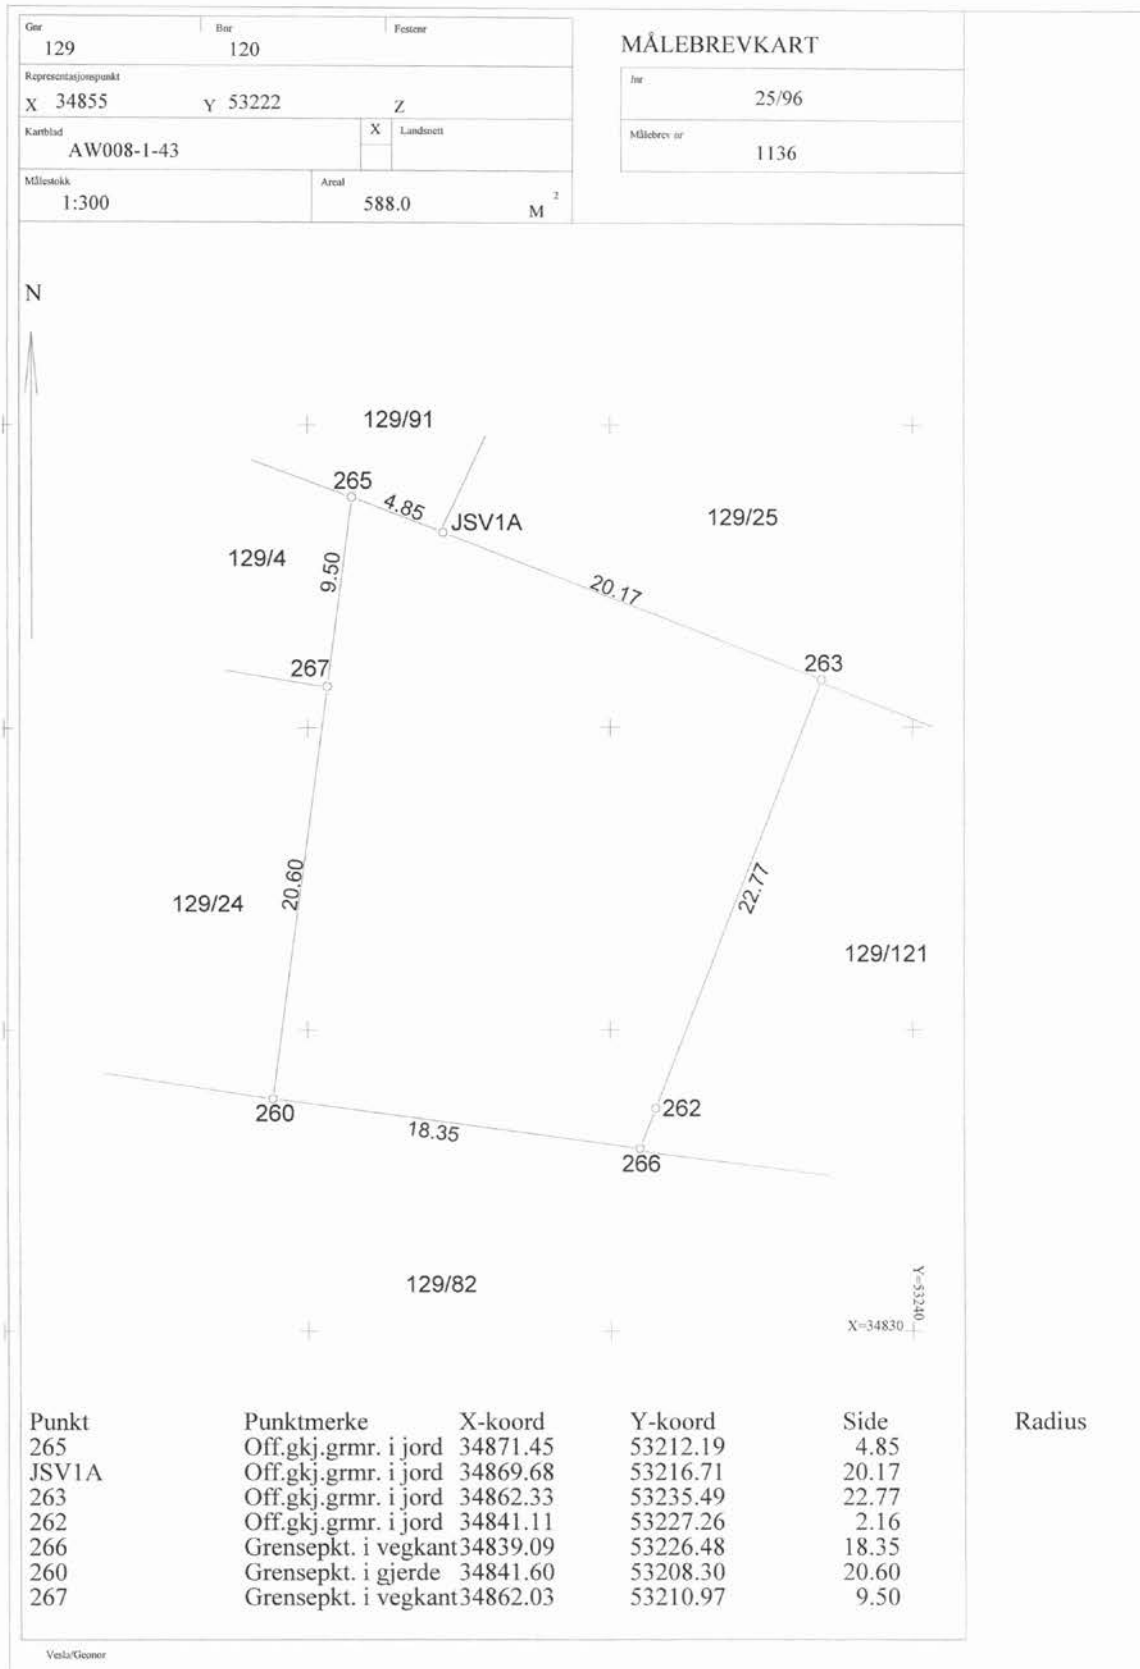 Gnr Bnr Festenr
129 120
MÅLEBREVKART
Representasjonspunkt
X 34855 Y 53222 Z
Jnr
25/96
Kartblad X Landsnett
AW008-1-43
Målebrev nr
1136
Målestokk Areal
1:300 588.0 M 2
N
129/91
265
4.85
JSV1A
129/25
129/4
9.50
20.17
267
263
20.60
22.77
129/24
129/121
260
262
18.35
266
129/82
Y=53240
X=34830
Punkt Punktmerke X-koord Y-koord Side Radius
265 Off.gkj.grmr. i jord 34871.45 53212.19 4.85
JSV1A Off.gkj.grmr. i jord 34869.68 53216.71 20.17
263 Off.gkj.grmr. i jord 34862.33 53235.49 22.77
262 Off.gkj.grmr. i jord 34841.11 53227.26 2.16
266 Grensepkt. i vegkant 34839.09 53226.48 18.35
260 Grensepkt. i gjerde 34841.60 53208.30 20.60
267 Grensepkt. i vegkant 34862.03 53210.97 9.50
Vesla/Geonor